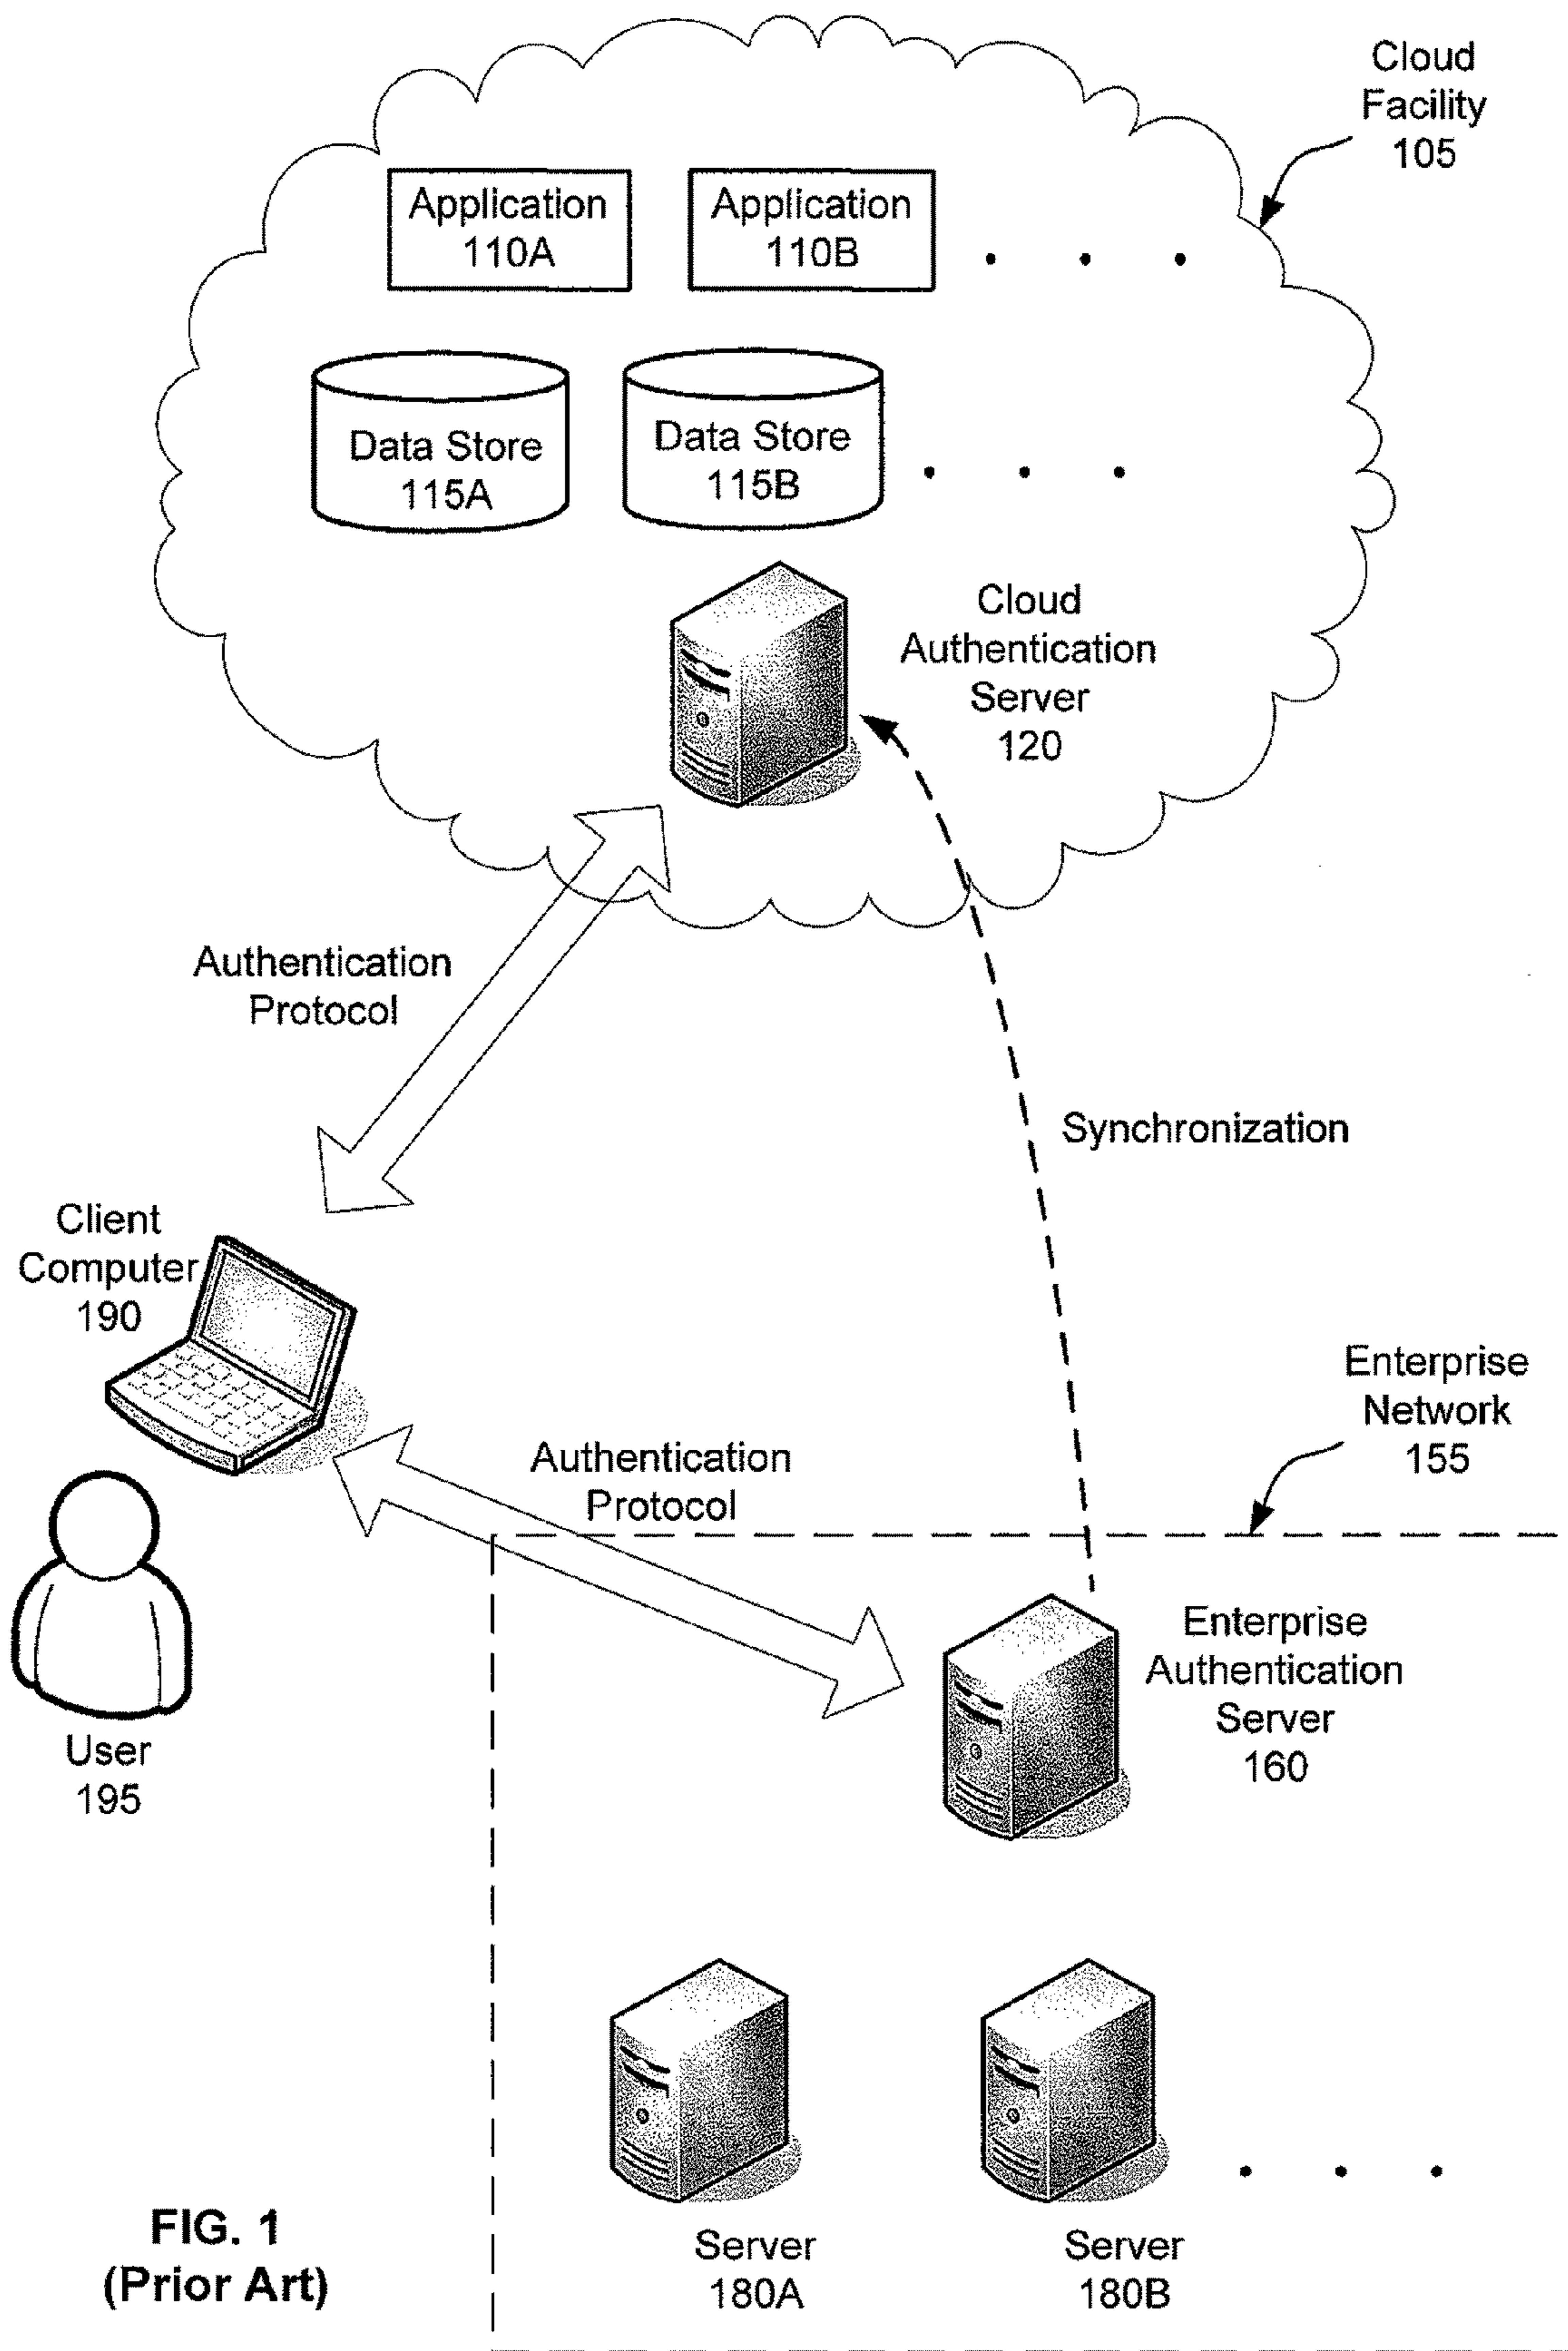 Cloud
Facility
105
Application
110A
Application
110B
Data Store
115A
Data Store
115B
Cloud
Authentication
Server
120
Authentication
Protocol
Synchronization
Client
Computer
190
Enterprise
Network
155
Authentication
Protocol
Enterprise
Authentication
Server
160
User
195
Server
180A
Server
180B
FIG. 1
(Prior Art)